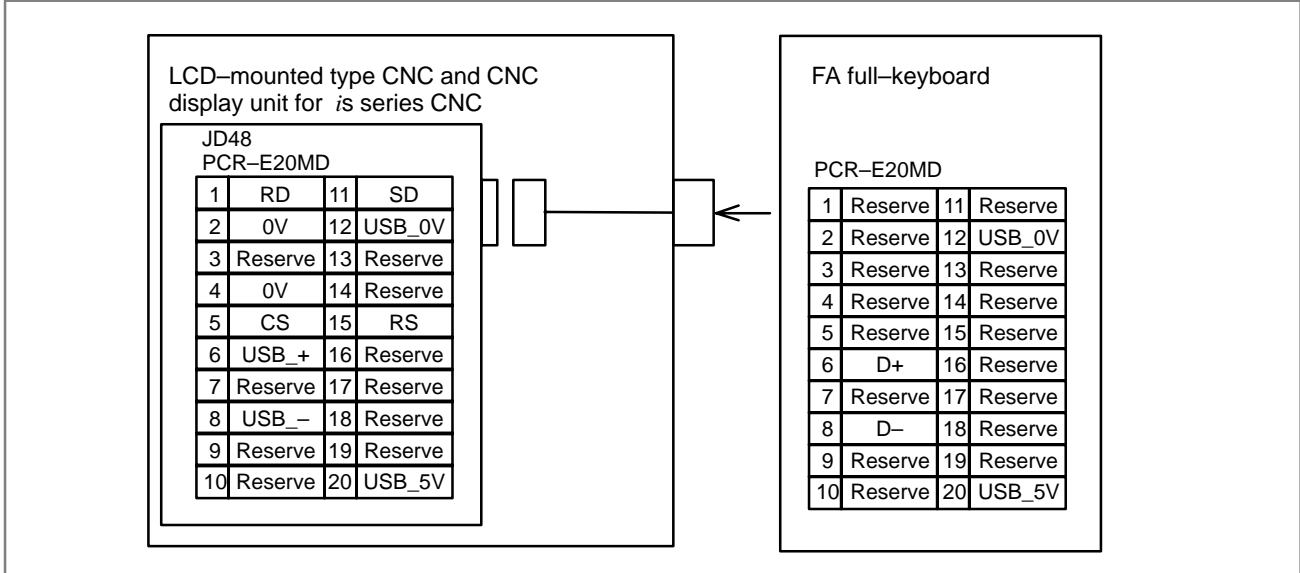 LCD–mounted type CNC and CNC
display unit for is series CNC
JD48
PCR–E20MD
1 RD 11 SD
2 0V 12 USB_0V
3 Reserve 13 Reserve
4 0V 14 Reserve
5 CS 15 RS
6 USB_+ 16 Reserve
7 Reserve 17 Reserve
8 USB_– 18 Reserve
9 Reserve 19 Reserve
10 Reserve 20 USB_5V
FA full–keyboard
PCR–E20MD
1 Reserve 11 Reserve
2 Reserve 12 USB_0V
3 Reserve 13 Reserve
4 Reserve 14 Reserve
5 Reserve 15 Reserve
6 D+ 16 Reserve
7 Reserve 17 Reserve
8 D– 18 Reserve
9 Reserve 19 Reserve
10 Reserve 20 USB_5V